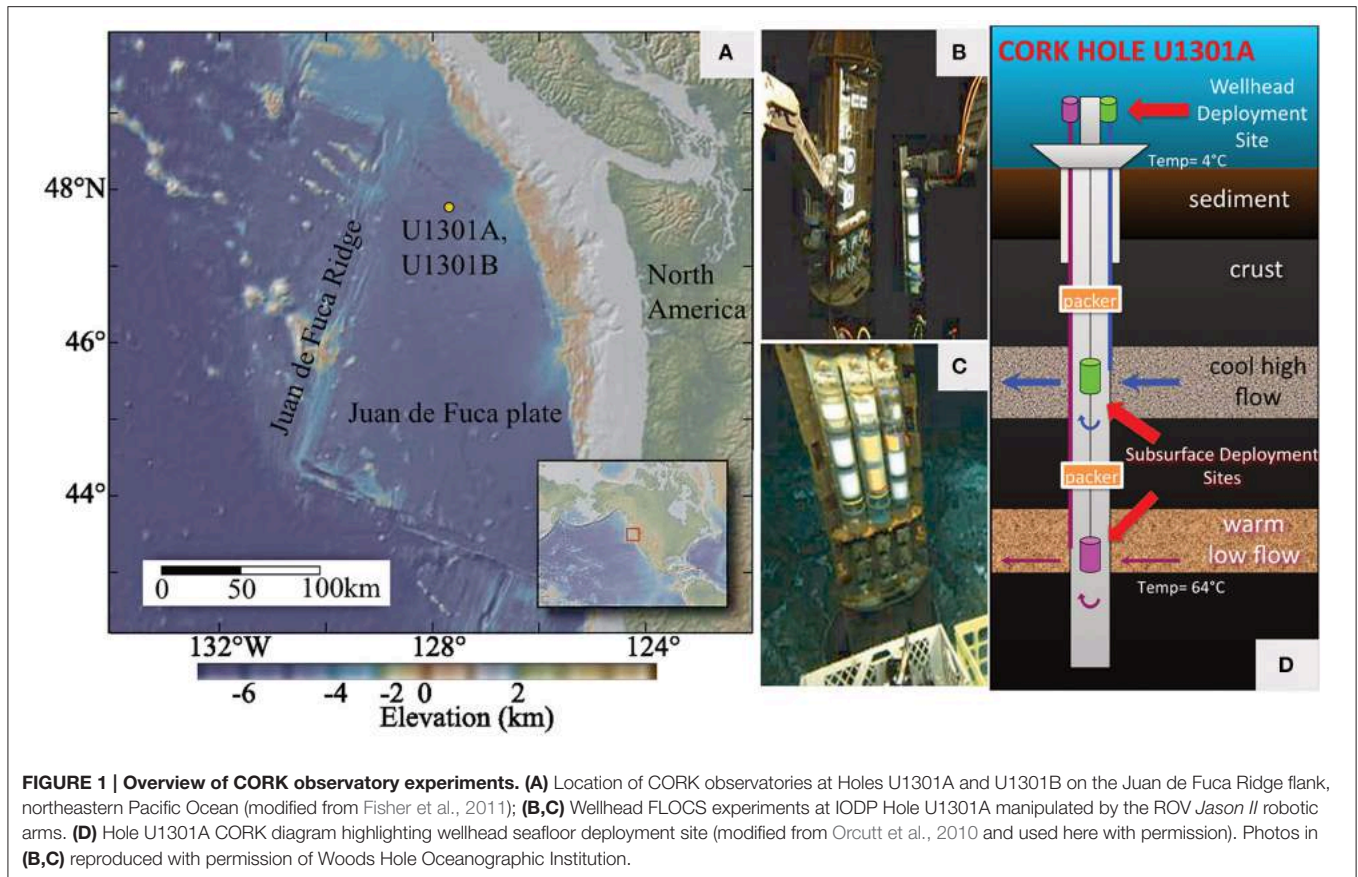 A
48°N
U1301A,
U1301B
North
America
46°
Juan de Fuca Ridge
Juan de Fuca plate
44°
0 50 100km
132°W 128° 124°
-6 -4 -2 0 2
Elevation (km)
B
C
CORK HOLE U1301A
Wellhead
Deployment
Site
Temp= 4°C
sediment
crust
packer
cool high
flow
Subsurface Deployment
Sites
packer
warm
low flow
Temp= 64°C
D
FIGURE 1 | Overview of CORK observatory experiments. (A) Location of CORK observatories at Holes U1301A and U1301B on the Juan de Fuca Ridge flank,
northeastern Pacific Ocean (modified from Fisher et al., 2011); (B,C) Wellhead FLOCS experiments at IODP Hole U1301A manipulated by the ROV Jason II robotic
arms. (D) Hole U1301A CORK diagram highlighting wellhead seafloor deployment site (modified from Orcutt et al., 2010 and used here with permission). Photos in
(B,C) reproduced with permission of Woods Hole Oceanographic Institution.